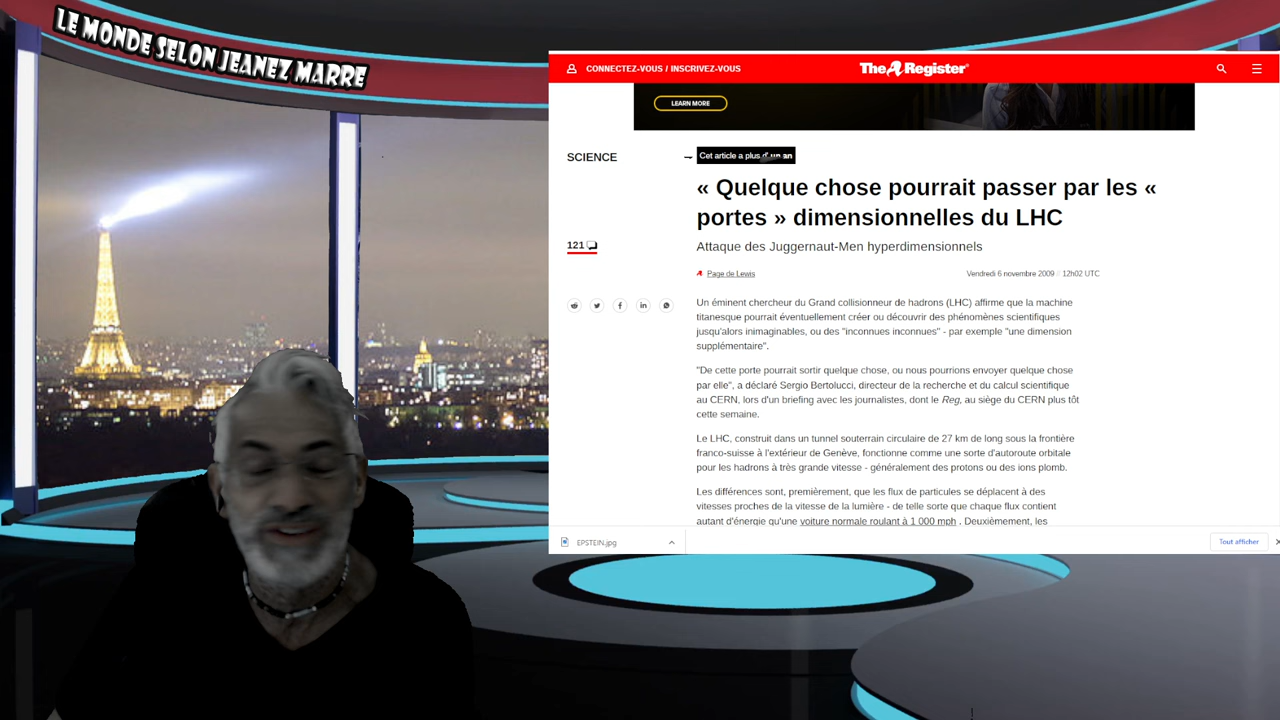 LE MONDE SELON JEANEZ MARRE
CONNECTEZ-VOUS / INSCRIVEZ-VOUS
The Register®
LEARN MORE
SCIENCE
Cet article a plus d' un an
« Quelque chose pourrait passer par les «
portes » dimensionnelles du LHC
121
Attaque des Juggernaut-Men hyperdimensionnels
Page de Lewis
Vendredi 6 novembre 2009 // 12h02 UTC
Un éminent chercheur du Grand collisionneur de hadrons (LHC) affirme que la machine
titanesque pourrait éventuellement créer ou découvrir des phénomènes scientifiques
jusqu'alors inimaginables, ou des "inconnues inconnues" - par exemple "une dimension
supplémentaire".
"De cette porte pourrait sortir quelque chose, ou nous pourrions envoyer quelque chose
par elle", a déclaré Sergio Bertolucci, directeur de la recherche et du calcul scientifique
au CERN, lors d'un briefing avec les journalistes, dont le Reg, au siège du CERN plus tôt
cette semaine.
Le LHC, construit dans un tunnel souterrain circulaire de 27 km de long sous la frontière
franco-suisse à l'extérieur de Genève, fonctionne comme une sorte d'autoroute orbitale
pour les hadrons à très grande vitesse - généralement des protons ou des ions plomb.
Les différences sont, premièrement, que les flux de particules se déplacent à des
vitesses proches de la vitesse de la lumière - de telle sorte que chaque flux contient
autant d'énergie qu'une voiture normale roulant à 1 000 mph . Deuxièmement, les
EPSTEIN.jpg
Tout afficher